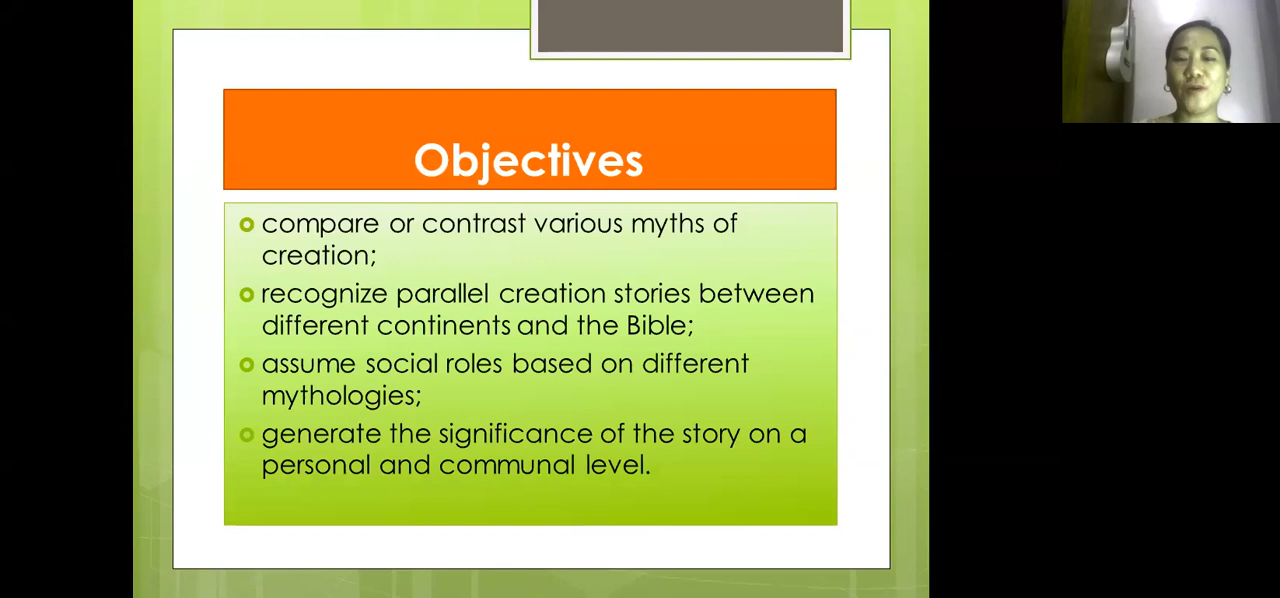 Objectives
compare or contrast various myths of
creation;
recognize parallel creation stories between
different continents and the Bible;
assume social roles based on different
mythologies;
generate the significance of the story on a
personal and communal level.